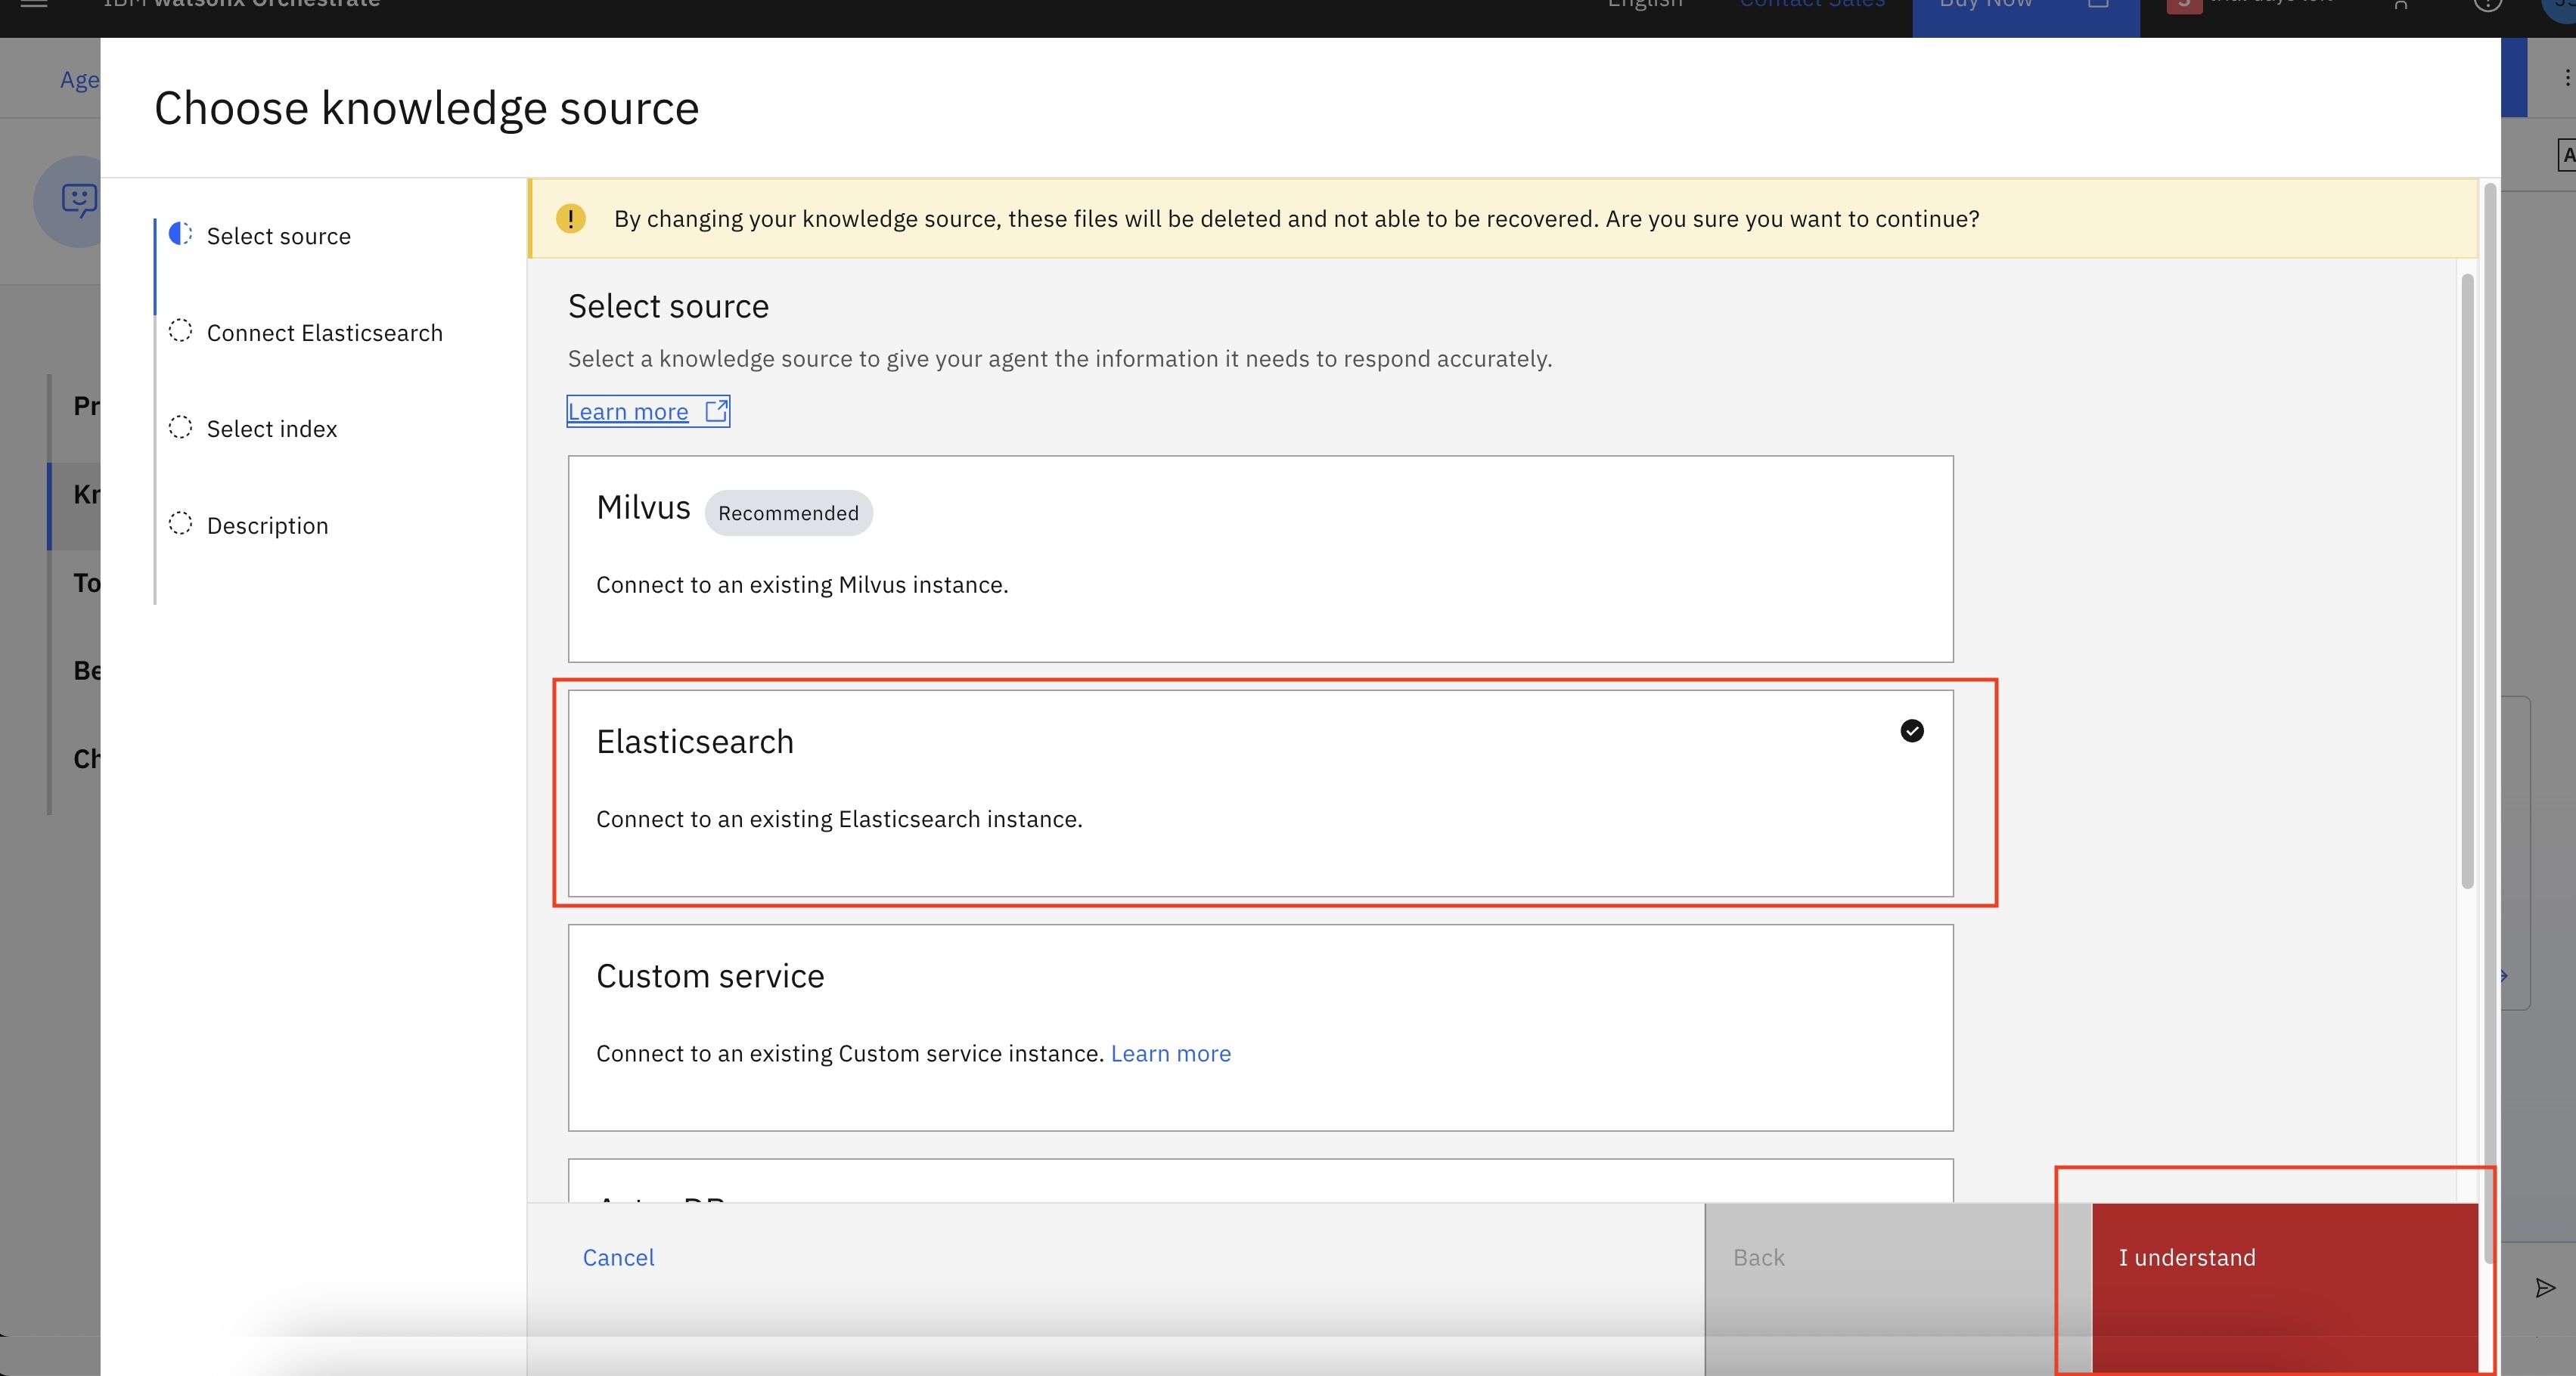 IBM watsonx Orchestrate
English
Contact Sales
Buy Now
Choose knowledge source
Select source
Connect Elasticsearch
Select index
Description
By changing your knowledge source, these files will be deleted and not able to be recovered. Are you sure you want to continue?
Select source
Select a knowledge source to give your agent the information it needs to respond accurately.
Learn more
Milvus Recommended
Connect to an existing Milvus instance.
Elasticsearch
Connect to an existing Elasticsearch instance.
Custom service
Connect to an existing Custom service instance. Learn more
Cancel
Back
I understand
Age
Pr
Kn
To
Be
Ch